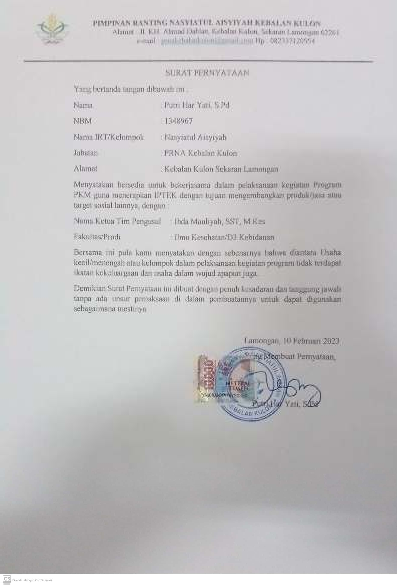 PIMPINAN RANTING NASYIATUL AISYIYAH KEBALAN KULON
Alamat : Jl. KH. Ahmad Dahlan, Kebalan Kulon, Sekaran Lamongan 62261
e-mail : Hp : 082333120554
SURAT PERNYATAAN
Yang bertanda tangan dibawah ini :
Nama : Putri Har Yati, S.Pd
NBM : 1348967
Nama IRT/Kelompok : Nasyiatul Aisyiyah
Jabatan : PRNA Kebalan Kulon
Alamat : Kebalan Kulon Sekaran Lamongan
Menyatakan bersedia untuk bekerjasama dalam pelaksanaan kegiatan Program
PKM guna menerapkan IPTEK dengan tujuan mengembangkan produk/jasa atau
target sosial lainnya, dengan :
Nama Ketua Tim Pengusul : Ihda Mauliyah, SST, M.Kes
Fakultas/Prodi : Ilmu Kesehatan/D3 Kebidanan
Bersama ini pula kami menyatakan dengan sebenarnya bahwa diantara Usaha
kecil/menengah atau kelompok dalam pelaksanaan kegiatan program tidak terdapat
ikatan kekeluargaan dan usaha dalam wujud apapun juga.
Demikian Surat Pernyataan ini dibuat dengan penuh kesadaran dan tanggung jawab
tanpa ada unsur pemaksaan di dalam pembuatannya untuk dapat digunakan
sebagaimana mestinya
Lamongan, 10 Februari 2023
Yang Membuat Pernyataan,
METERAI
TEMPEL
Putri Har Yati, S.Pd